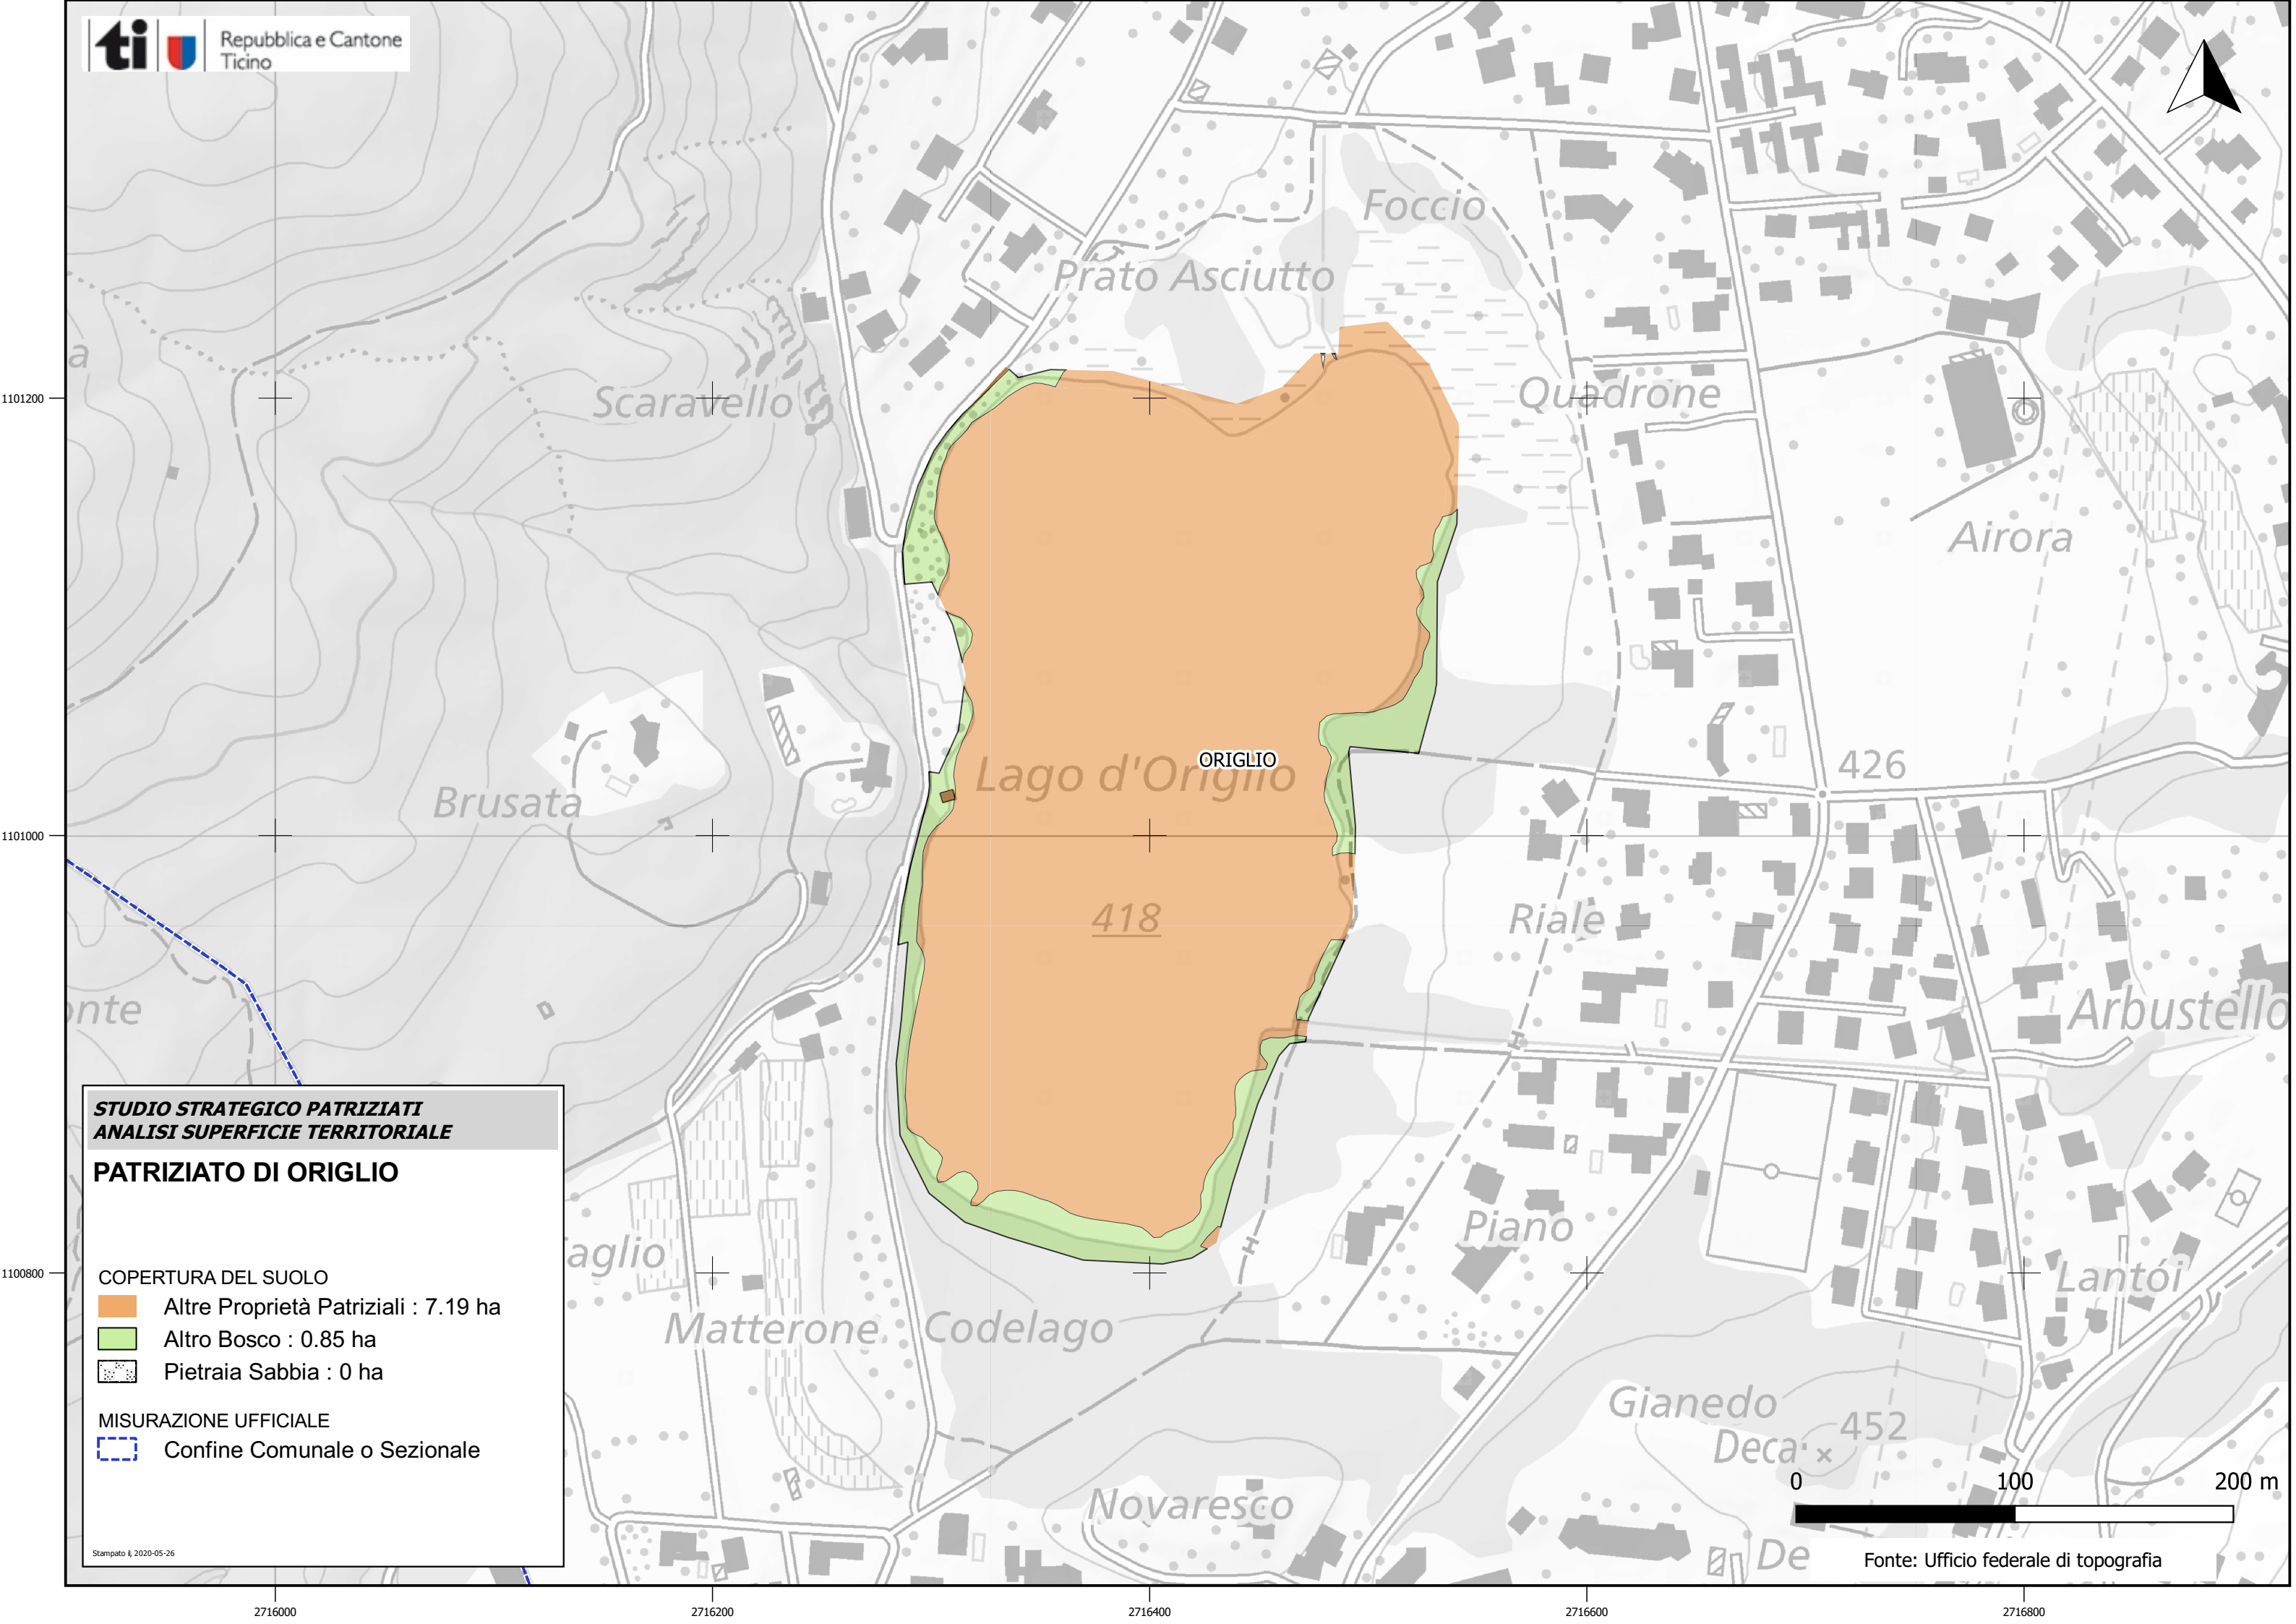 ti
Repubblica e Cantone
Ticino
Foccio
Prato Asciutto
a
Scaravello
Quadrone
1101200
Airora
ORIGLIO
Lago d'Origlio
426
Brusata
1101000
418
Riale
onte
Arbustello
STUDIO STRATEGICO PATRIZIATI
ANALISI SUPERFICIE TERRITORIALE
PATRIZIATO DI ORIGLIO
COPERTURA DEL SUOLO
Altre Proprietà Patriziali : 7.19 ha
Altro Bosco : 0.85 ha
Pietraia Sabbia : 0 ha
MISURAZIONE UFFICIALE
Confine Comunale o Sezionale
Stampato il, 2020-05-26
Piano
aglio
1100800
Lantói
Matterone
Codelago
Gianedo
Deca
452
Novaresco
0 100 200 m
De
Fonte: Ufficio federale di topografia
2716000 2716200 2716400 2716600 2716800